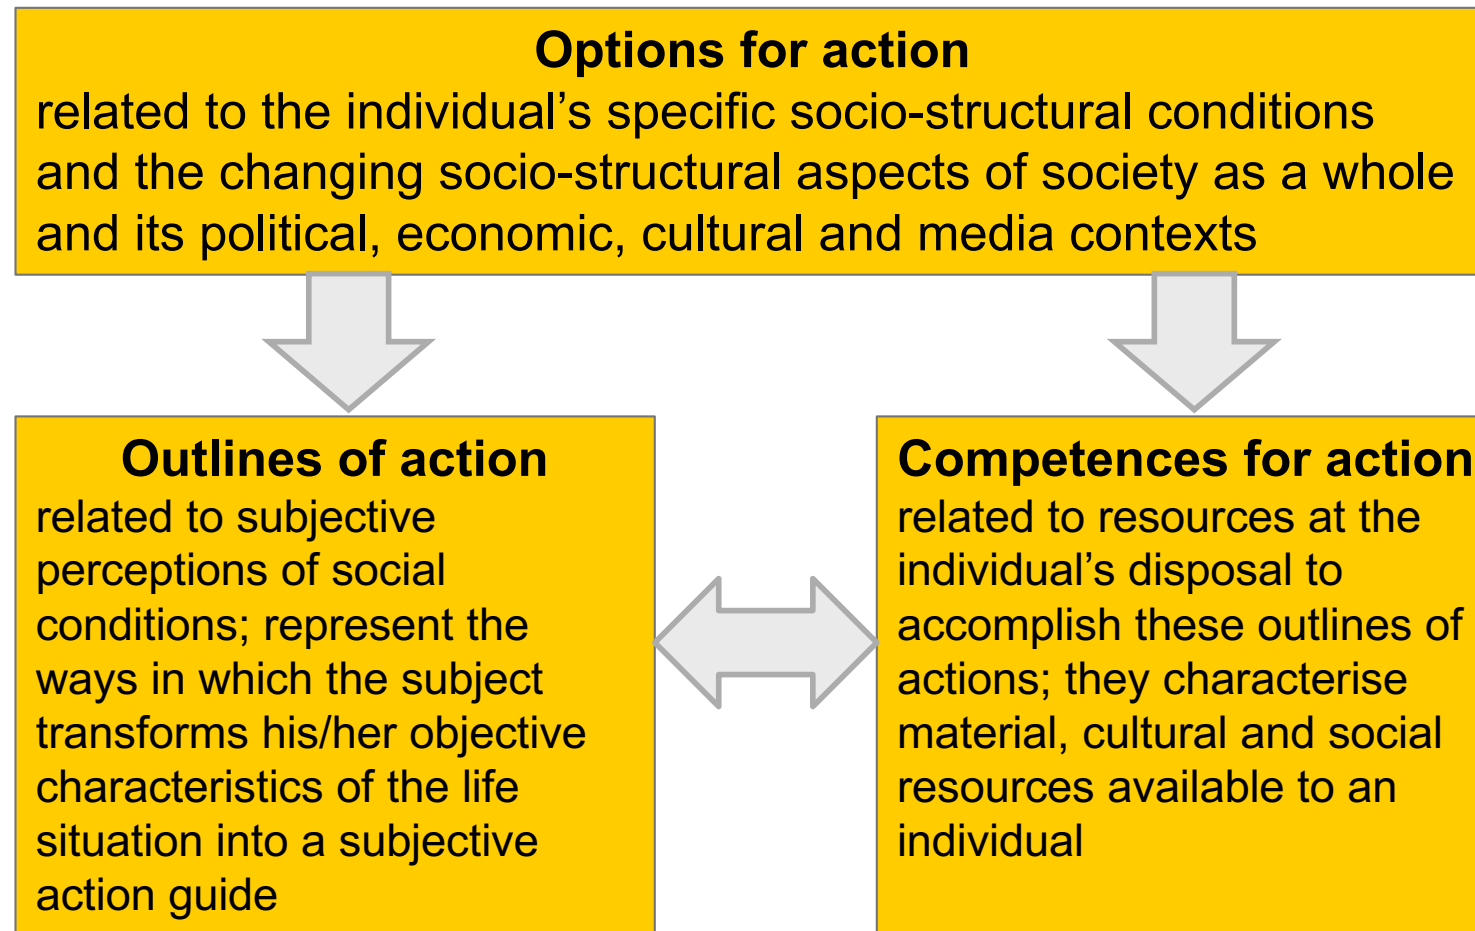 Options for action
related to the individual’s specific socio-structural conditions
and the changing socio-structural aspects of society as a whole
and its political, economic, cultural and media contexts
Outlines of action
related to subjective
perceptions of social
conditions; represent the
ways in which the subject
transforms his/her objective
characteristics of the life
situation into a subjective
action guide
Competences for action
related to resources at the
individual’s disposal to
accomplish these outlines of
actions; they characterise
material, cultural and social
resources available to an
individual